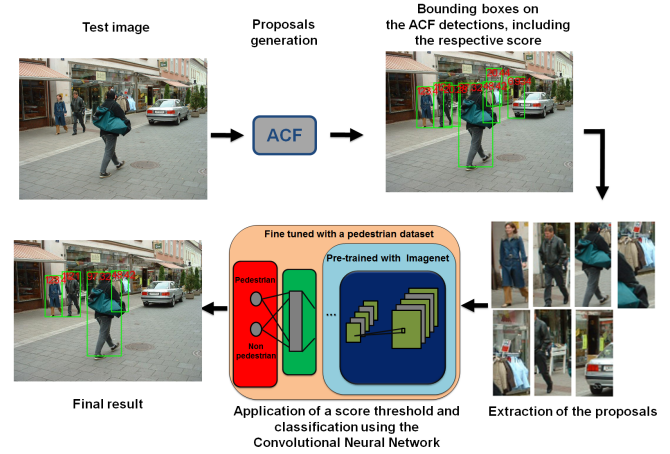 Test image
Proposals
generation
Bounding boxes on
the ACF detections, including
the respective score
ACF
Fine tuned with a pedestrian dataset
Pre-trained with Imagenet
Pedestrian
...
Non
pedestrian
Final result
Application of a score threshold and
classification using the
Convolutional Neural Network
Extraction of the proposals